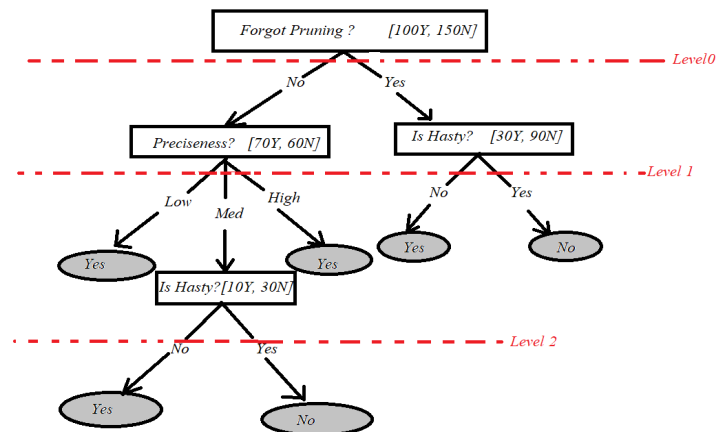 Forgot Pruning ? [100Y, 150N]
Level0
No Yes
Preciseness? [70Y, 60N]
Is Hasty? [30Y, 90N]
Level 1
Low Med High
No Yes
Yes
Yes
Yes
No
Is Hasty?[10Y, 30N]
Level 2
No Yes
Yes
No